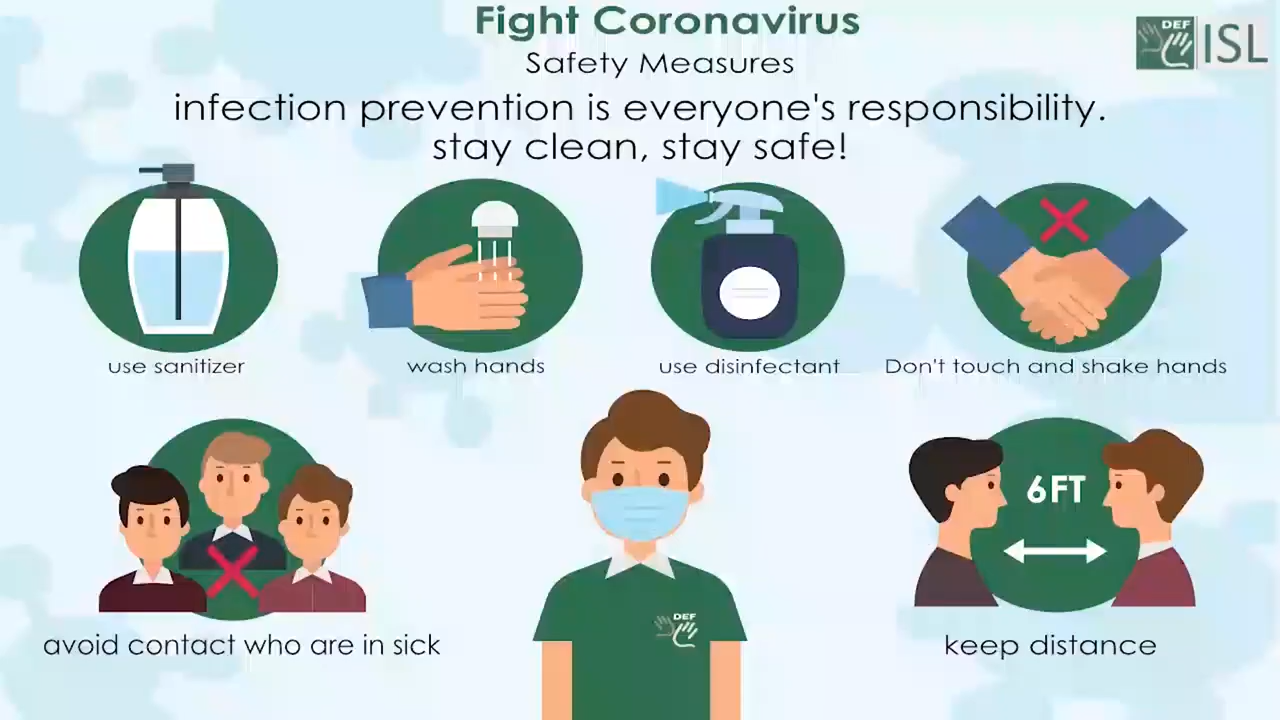 Fight Coronavirus
DEF
ISL
Safety Measures
infection prevention is everyone's responsibility.
stay clean, stay safe!
use sanitizer
wash hands
use disinfectant
Don't touch and shake hands
6FT
DEF
avoid contact who are in sick
keep distance